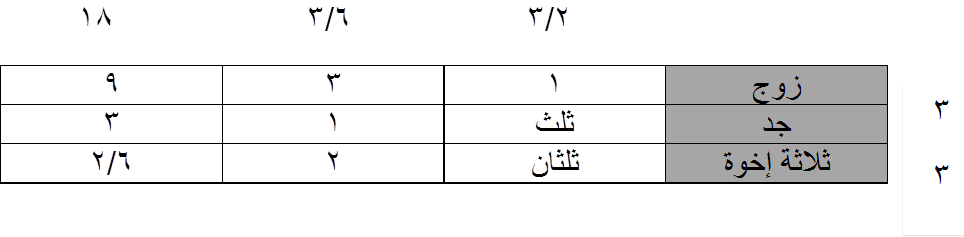 ٣/٢ ٣/٦ ١٨
زوج ١ ٣ ٩
٣
جد ثلث ١ ٣
ثلاثة إخوة ثلثان ٢ ٢/٦
٣